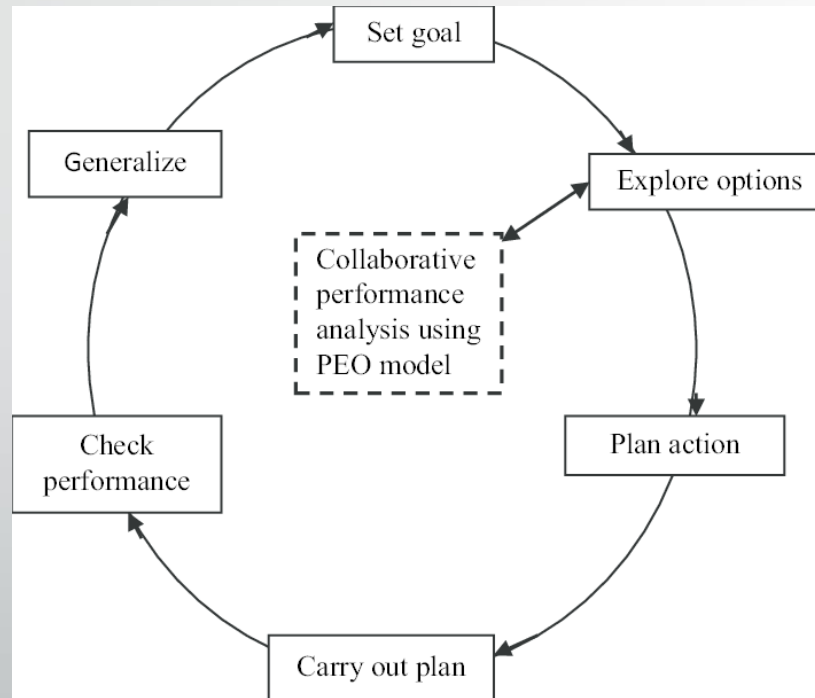 Set goal
Explore options
Generalize
Collaborative
performance
analysis using
PEO model
Plan action
Check
performance
Carry out plan